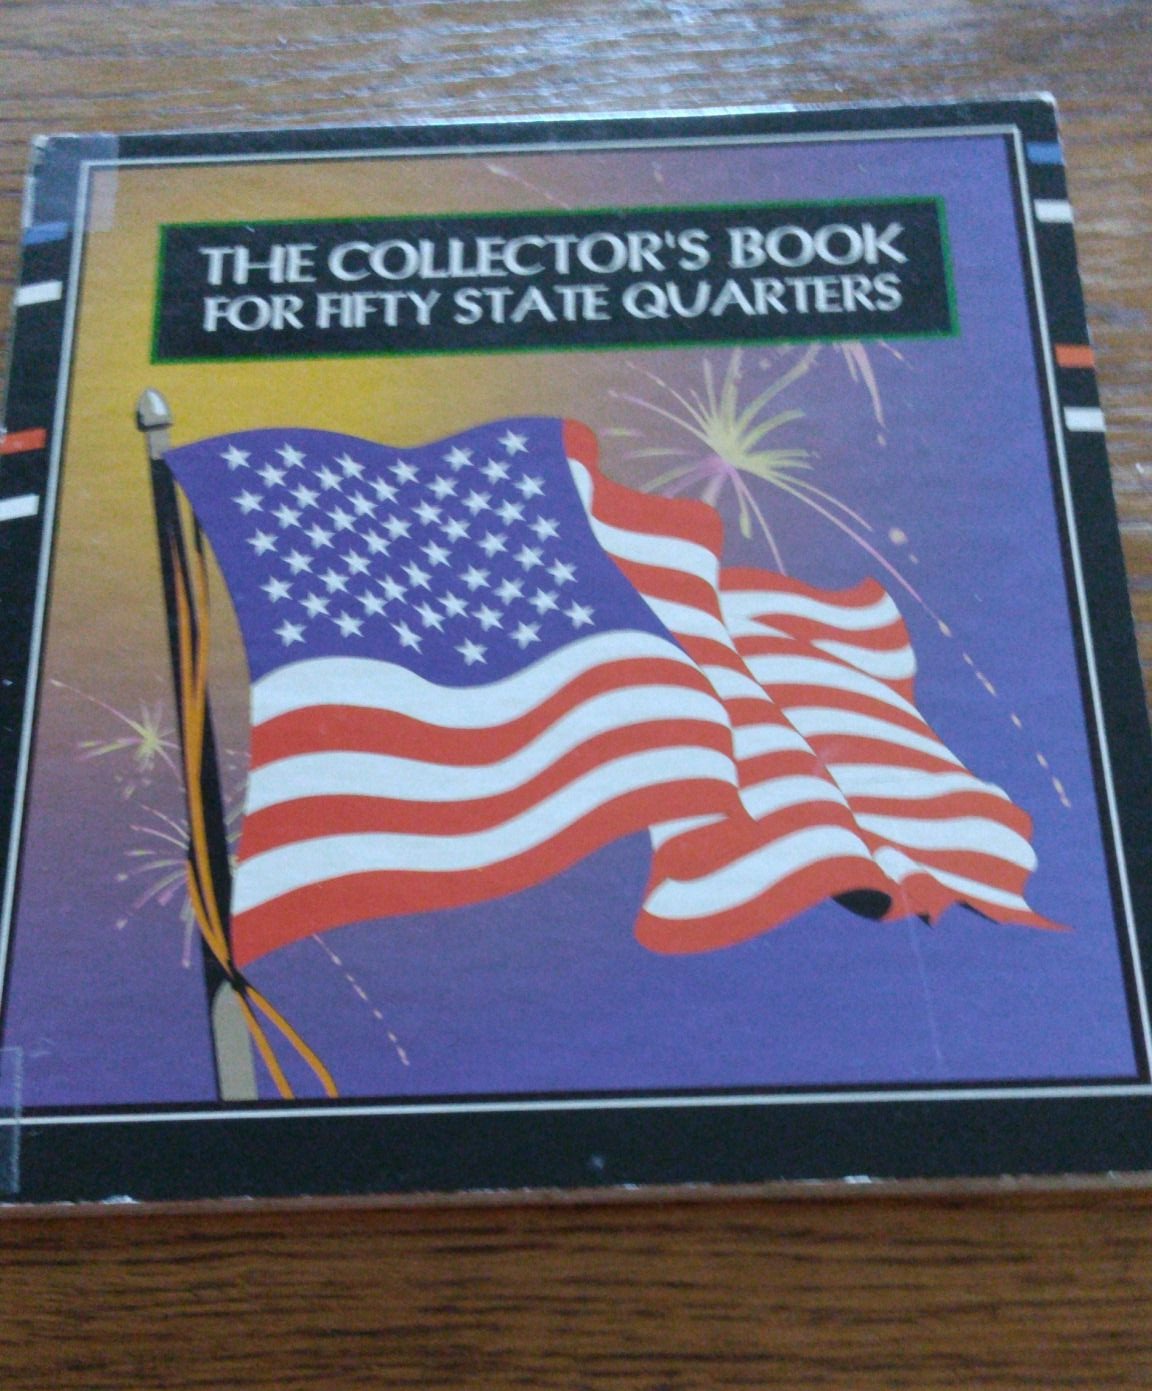 THE COLLECTOR'S BOOK
FOR FIFTY STATE QUARTERS